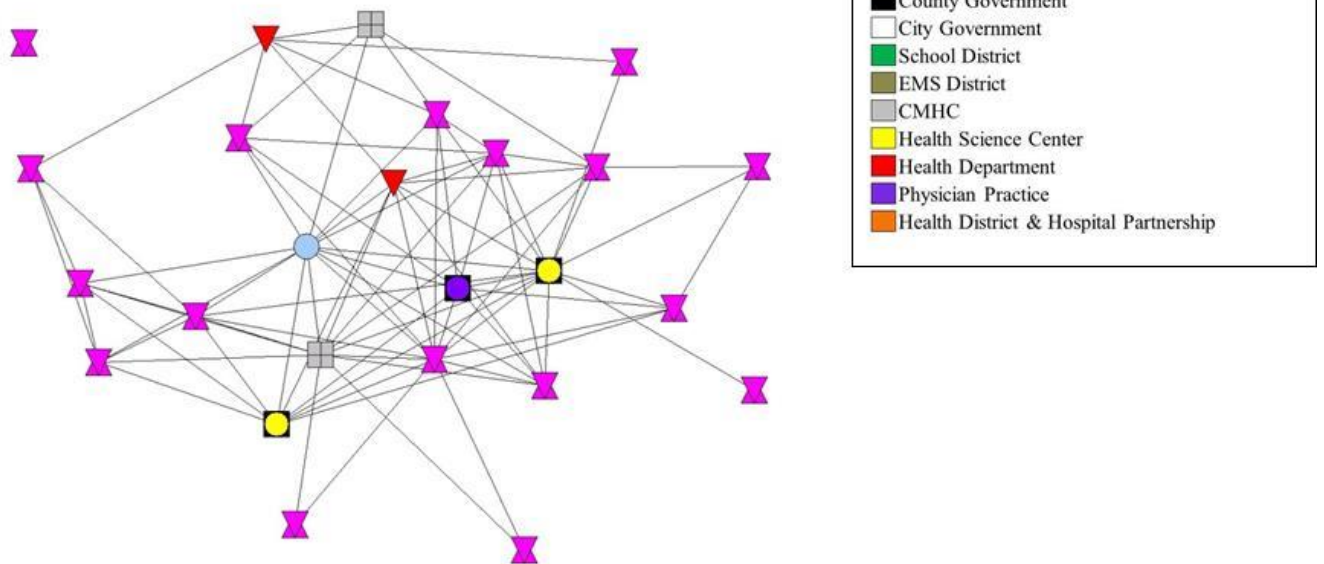 County Government
City Government
School District
EMS District
CMHC
Health Science Center
Health Department
Physician Practice
Health District & Hospital Partnership